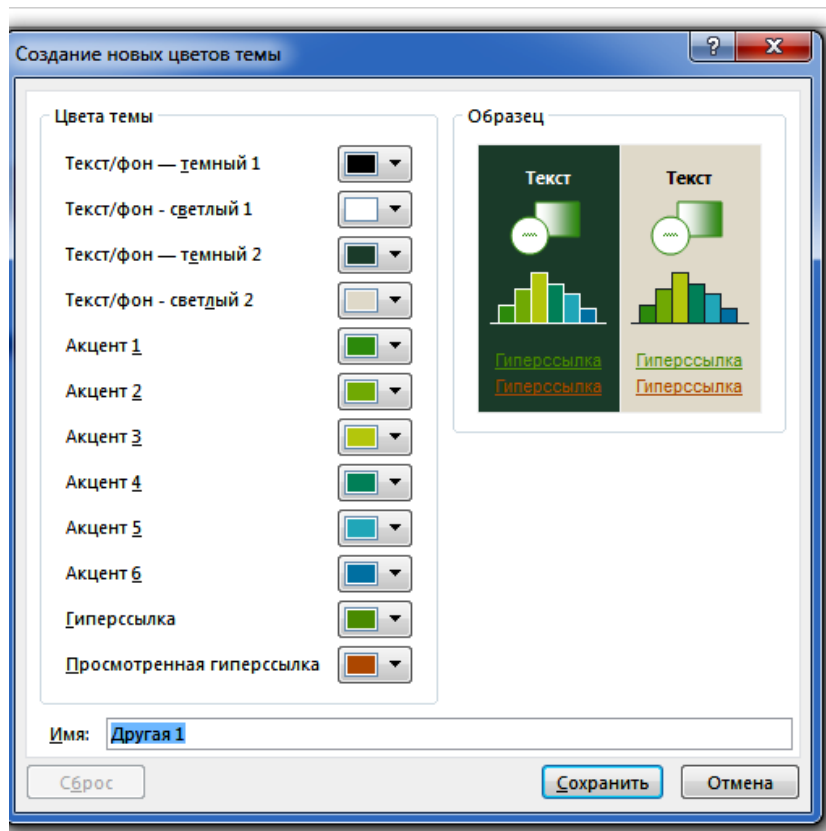 Создание новых цветов темы
Цвета темы
Текст/фон — темный 1
Текст/фон - светлый 1
Текст/фон — темный 2
Текст/фон - светлый 2
Акцент 1
Акцент 2
Акцент 3
Акцент 4
Акцент 5
Акцент 6
Гиперссылка
Просмотренная гиперссылка
Образец
Текст Текст
Гиперссылка Гиперссылка
Гиперссылка Гиперссылка
Имя: Другая 1
Сброс Сохранить Отмена